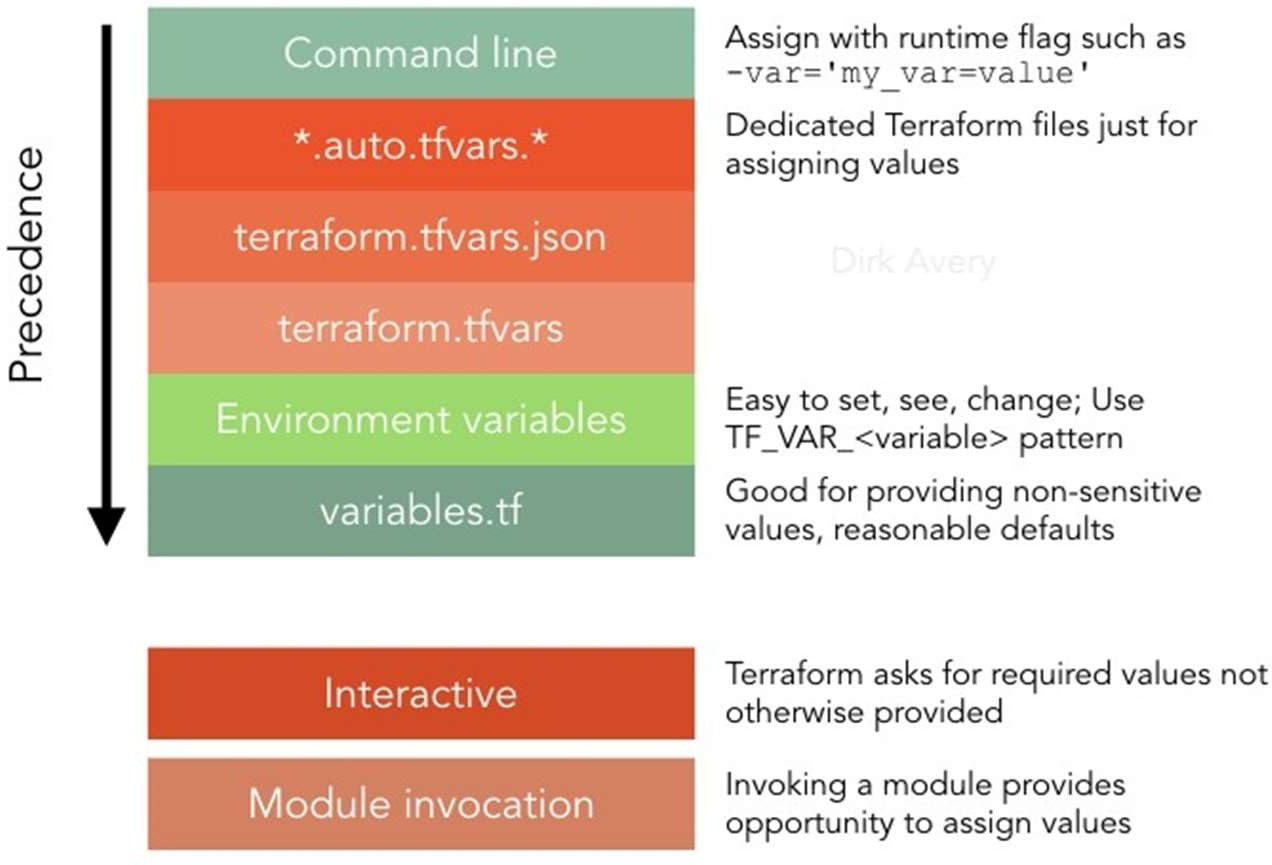 Precedence
Command line
Assign with runtime flag such as
-var='my_var=value'
*.auto.tfvars.*
Dedicated Terraform files just for
assigning values
terraform.tfvars.json
Dirk Avery
terraform.tfvars
Environment variables
Easy to set, see, change; Use
TF_VAR_<variable> pattern
variables.tf
Good for providing non-sensitive
values, reasonable defaults
Interactive
Terraform asks for required values not
otherwise provided
Module invocation
Invoking a module provides
opportunity to assign values